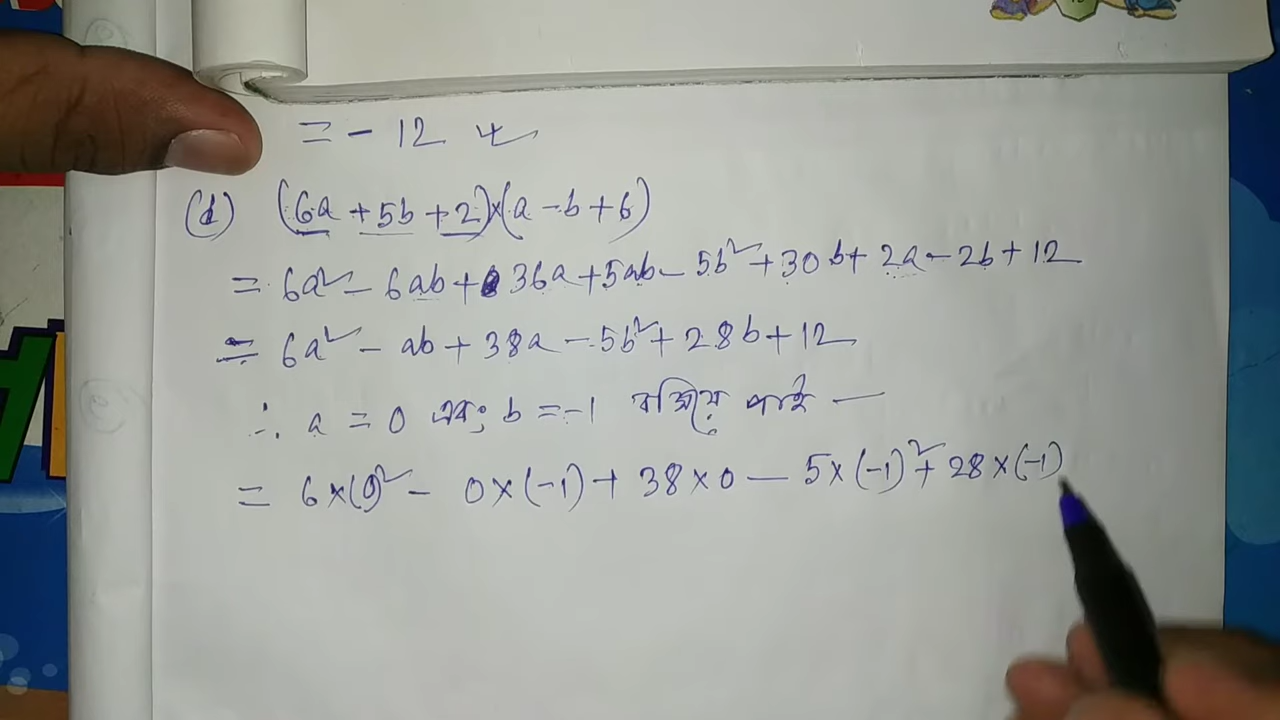 = - 12
(d) (6a + 5b + 2)×(a - b + 6)
= 6a² - 6ab + 36a + 5ab - 5b² + 30b + 2a - 2b + 12
= 6a² - ab + 38a - 5b² + 28b + 12
∴ a = 0 এবং b = -1 বসিয়ে পাই —
= 6×(0)² - 0×(-1) + 38×0 - 5×(-1)² + 28×(-1)